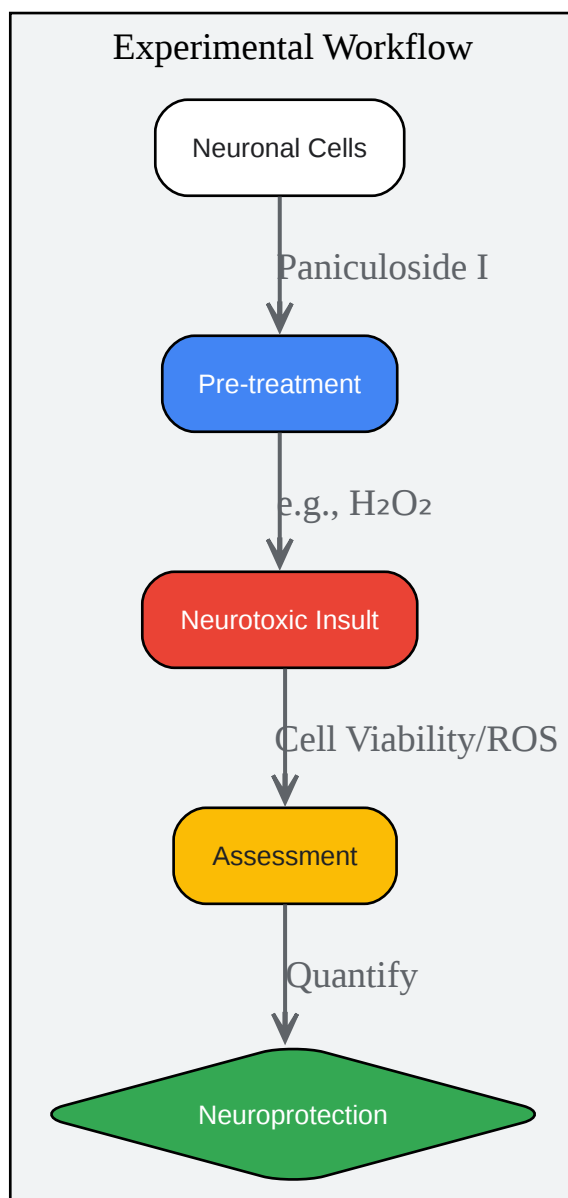 Experimental Workflow
Neuronal Cells
Paniculoside I
Pre-treatment
e.g., H₂O₂
Neurotoxic Insult
Cell Viability/ROS
Assessment
Quantify
Neuroprotection